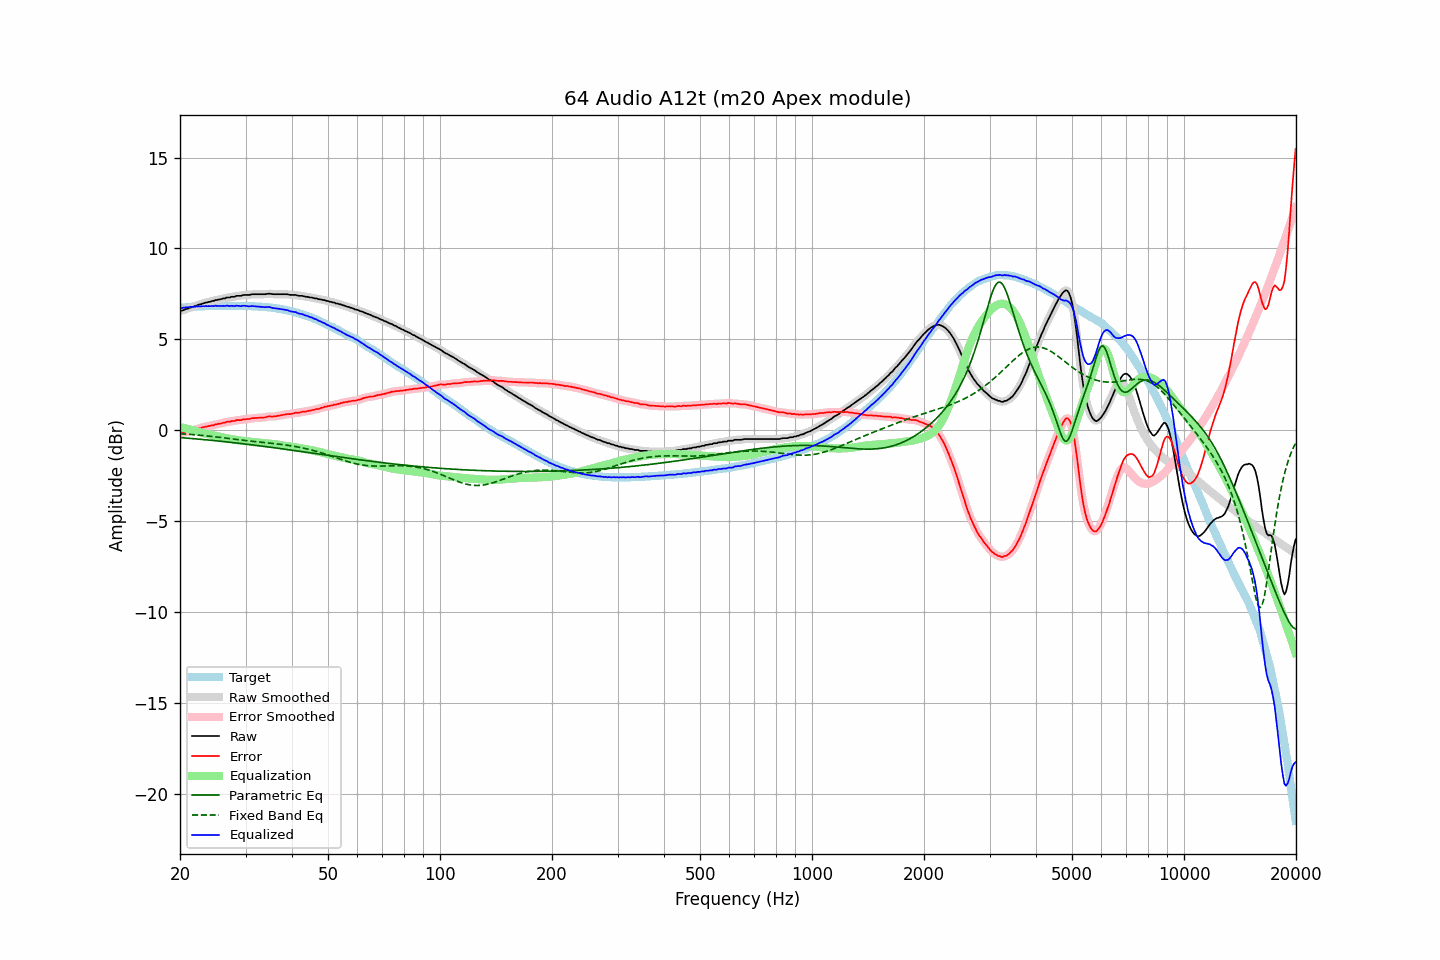 64 Audio A12t (m20 Apex module)
15
10
5
0
−5
−10
−15
−20
Amplitude (dBr)
Target
Raw Smoothed
Error Smoothed
Raw
Error
Equalization
Parametric Eq
Fixed Band Eq
Equalized
20
50
100
200
500
1000
2000
5000
10000
20000
Frequency (Hz)